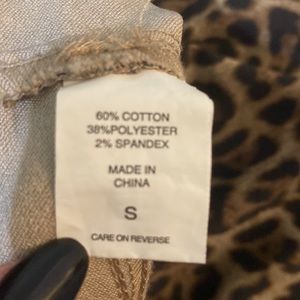 60% COTTON
38%POLYESTER
2% SPANDEX
MADE IN
CHINA
S
CARE ON REVERSE